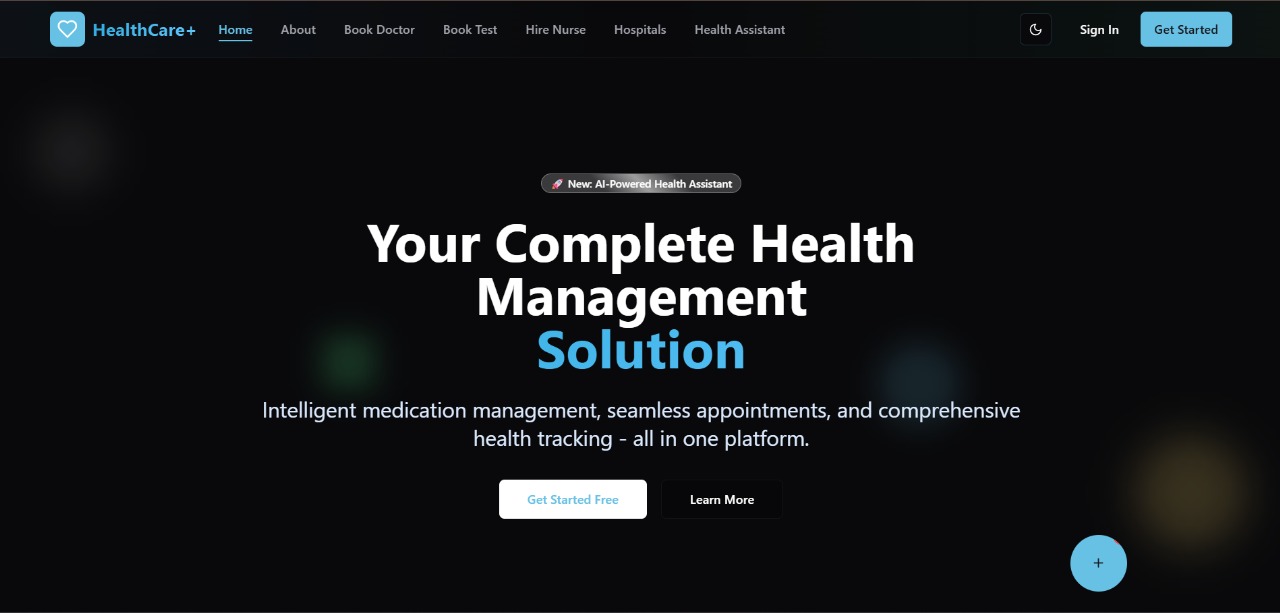 HealthCare+ Home About Book Doctor Book Test Hire Nurse Hospitals Health Assistant Sign In Get Started
🚀 New: AI-Powered Health Assistant
Your Complete Health
Management
Solution
Intelligent medication management, seamless appointments, and comprehensive
health tracking - all in one platform.
Get Started Free Learn More
+